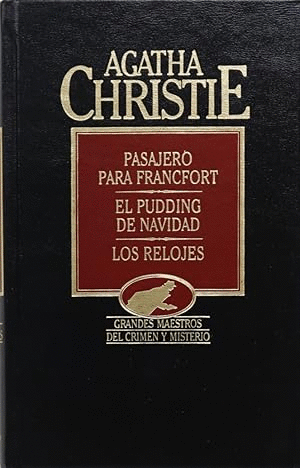 AGATHA
CHRISTIE
PASAJERO
PARA FRANCFORT
EL PUDDING
DE NAVIDAD
LOS RELOJES
GRANDES MAESTROS
DEL CRIMEN Y MISTERIO